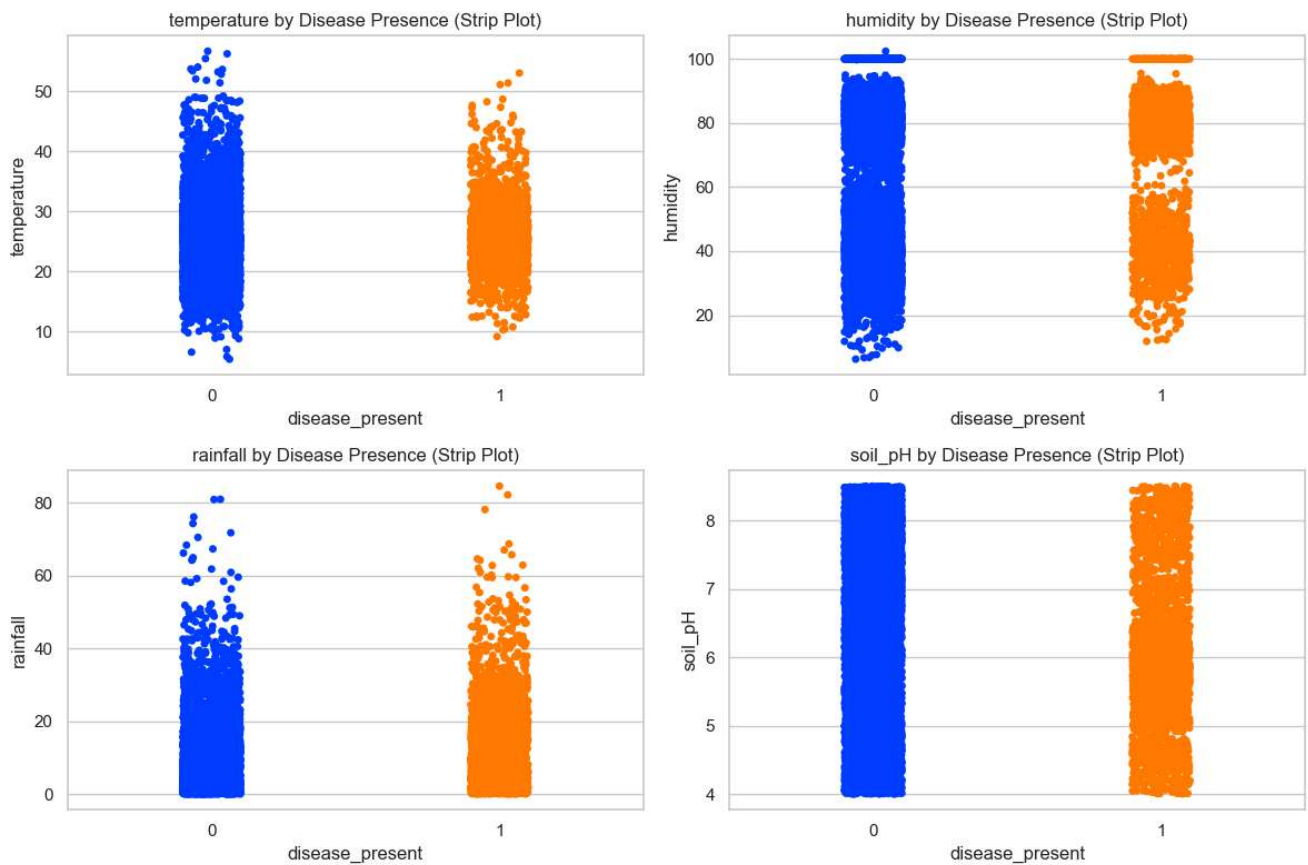 temperature by Disease Presence (Strip Plot)
temperature
50
40
30
20
10
0
1
disease_present
humidity by Disease Presence (Strip Plot)
humidity
100
80
60
40
20
0
1
disease_present
rainfall by Disease Presence (Strip Plot)
rainfall
80
60
40
20
0
0
1
disease_present
soil_pH by Disease Presence (Strip Plot)
soil_pH
8
7
6
5
4
0
1
disease_present